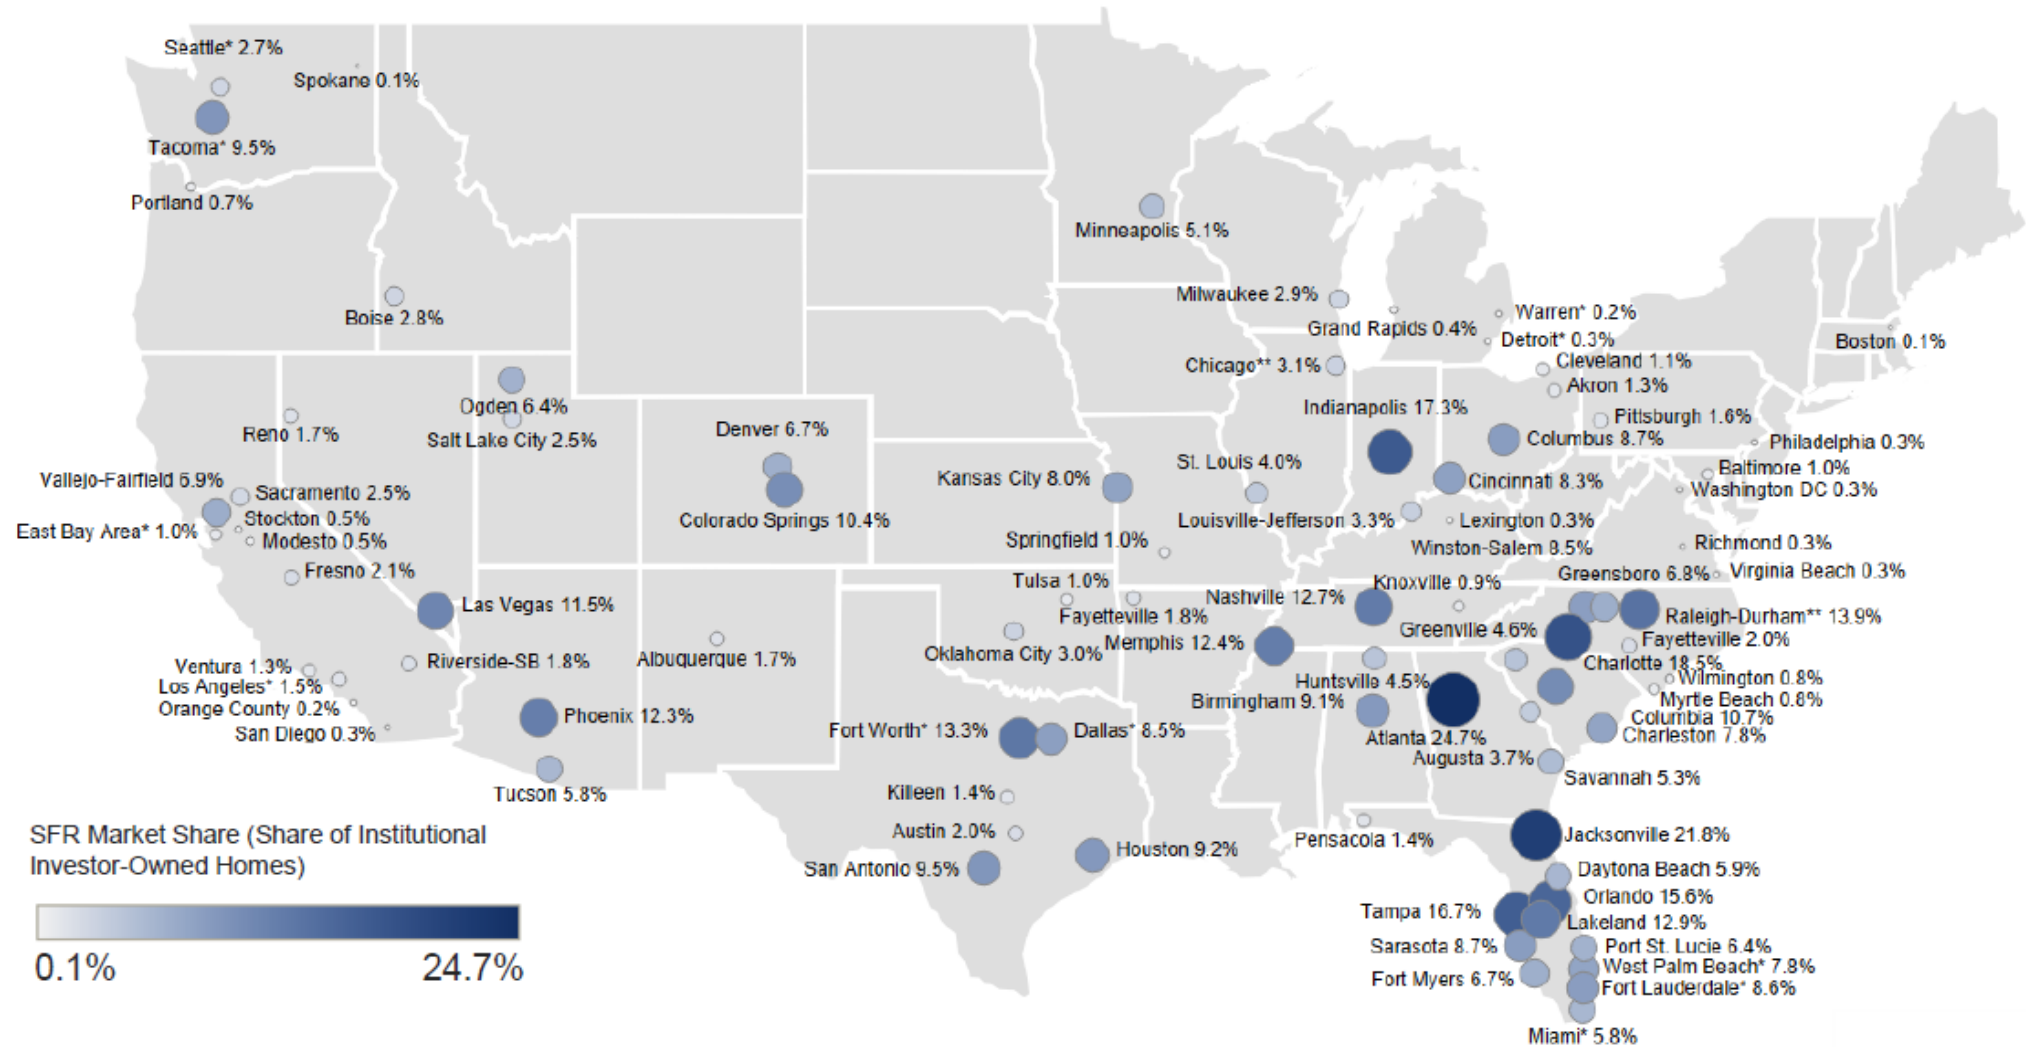 Seattle* 2.7%
Spokane 0.1%
Tacoma* 9.5%
Portland 0.7%
Minneapolis 5.1%
Boise 2.8%
Milwaukee 2.9%
Grand Rapids 0.4%
Warren* 0.2%
Detroit* 0.3%
Boston 0.1%
Chicago** 3.1%
Cleveland 1.1%
Akron 1.3%
Ogden 6.4%
Indianapolis 17.3%
Pittsburgh 1.6%
Reno 1.7%
Salt Lake City 2.5%
Denver 6.7%
Columbus 8.7%
Philadelphia 0.3%
St. Louis 4.0%
Vallejo-Fairfield 6.9%
Kansas City 8.0%
Cincinnati 8.3%
Baltimore 1.0%
Sacramento 2.5%
Washington DC 0.3%
Stockton 0.5%
Colorado Springs 10.4%
Louisville-Jefferson 3.3%
Lexington 0.3%
East Bay Area* 1.0%
Modesto 0.5%
Springfield 1.0%
Winston-Salem 8.5%
Richmond 0.3%
Fresno 2.1%
Tulsa 1.0%
Knoxville 0.9%
Greensboro 6.8%
Virginia Beach 0.3%
Las Vegas 11.5%
Nashville 12.7%
Fayetteville 1.8%
Raleigh-Durham** 13.9%
Greenville 4.6%
Memphis 12.4%
Fayetteville 2.0%
Oklahoma City 3.0%
Riverside-SB 1.8%
Albuquerque 1.7%
Charlotte 18.5%
Ventura 1.3%
Wilmington 0.8%
Huntsville 4.5%
Los Angeles* 1.5%
Myrtle Beach 0.8%
Birmingham 9.1%
Orange County 0.2%
Phoenix 12.3%
Columbia 10.7%
San Diego 0.3%
Fort Worth* 13.3%
Dallas* 8.5%
Atlanta 24.7%
Charleston 7.8%
Augusta 3.7%
Savannah 5.3%
Tucson 5.8%
Killeen 1.4%
Austin 2.0%
Pensacola 1.4%
Jacksonville 21.8%
Houston 9.2%
San Antonio 9.5%
Daytona Beach 5.9%
Orlando 15.6%
Tampa 16.7%
Lakeland 12.9%
Sarasota 8.7%
Port St. Lucie 6.4%
West Palm Beach* 7.8%
Fort Myers 6.7%
Fort Lauderdale* 8.6%
Miami* 5.8%
SFR Market Share (Share of Institutional
Investor-Owned Homes)
0.1%
24.7%